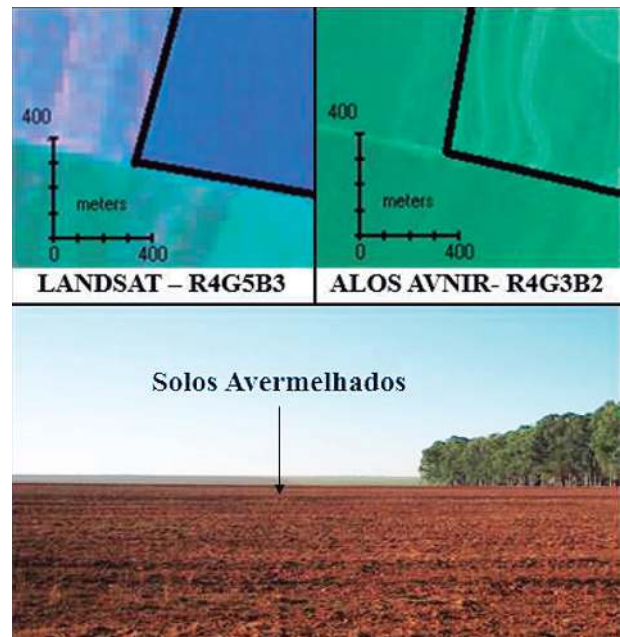 400
meters
0
400
400
meters
0
400
LANDSAT – R4G5B3
ALOS AVNIR- R4G3B2
Solos Avermelhados